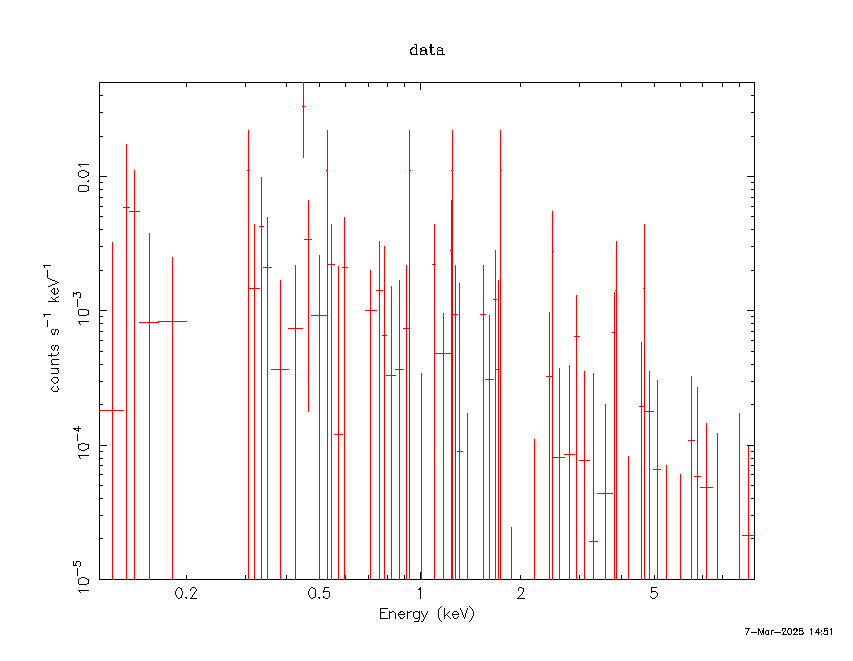 data
counts s⁻¹ keV⁻¹
0.01
10⁻³
10⁻⁴
10⁻⁵
0.2 0.5 1 2 5
Energy (keV)
7-Mar-2025 14:51